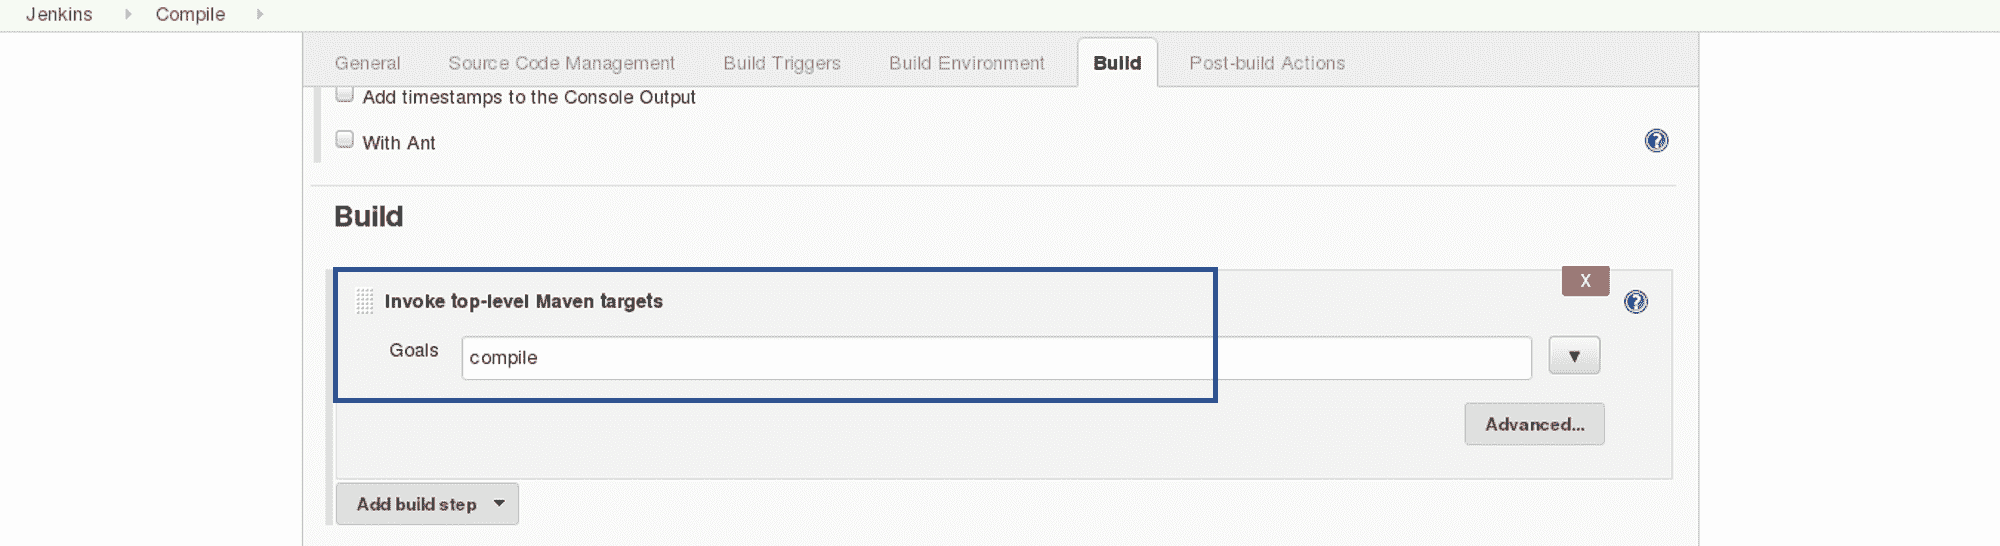 Jenkins Compile
General Source Code Management Build Triggers Build Environment Build Post-build Actions
Add timestamps to the Console Output
With Ant ?
Build
X
Invoke top-level Maven targets ?
Goals compile
Advanced...
Add build step